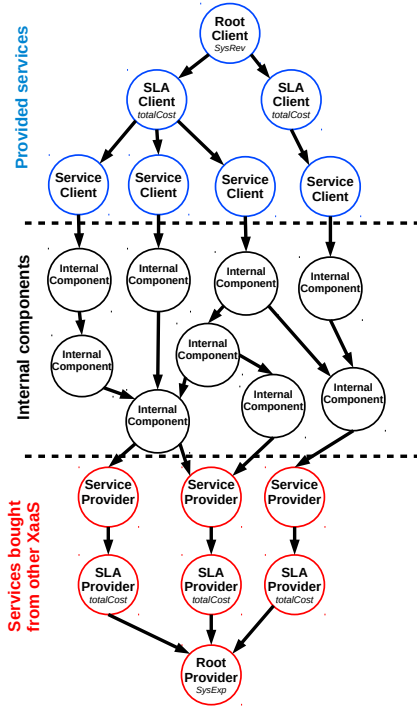 Provided services
Root
Client
SysRev
SLA
Client
totalCost
SLA
Client
totalCost
Service
Client
Service
Client
Service
Client
Service
Client
Internal components
Internal
Component
Internal
Component
Internal
Component
Internal
Component
Internal
Component
Internal
Component
Internal
Component
Internal
Component
Internal
Component
Services bought
from other XaaS
Service
Provider
Service
Provider
Service
Provider
SLA
Provider
totalCost
SLA
Provider
totalCost
SLA
Provider
totalCost
Root
Provider
SysExp